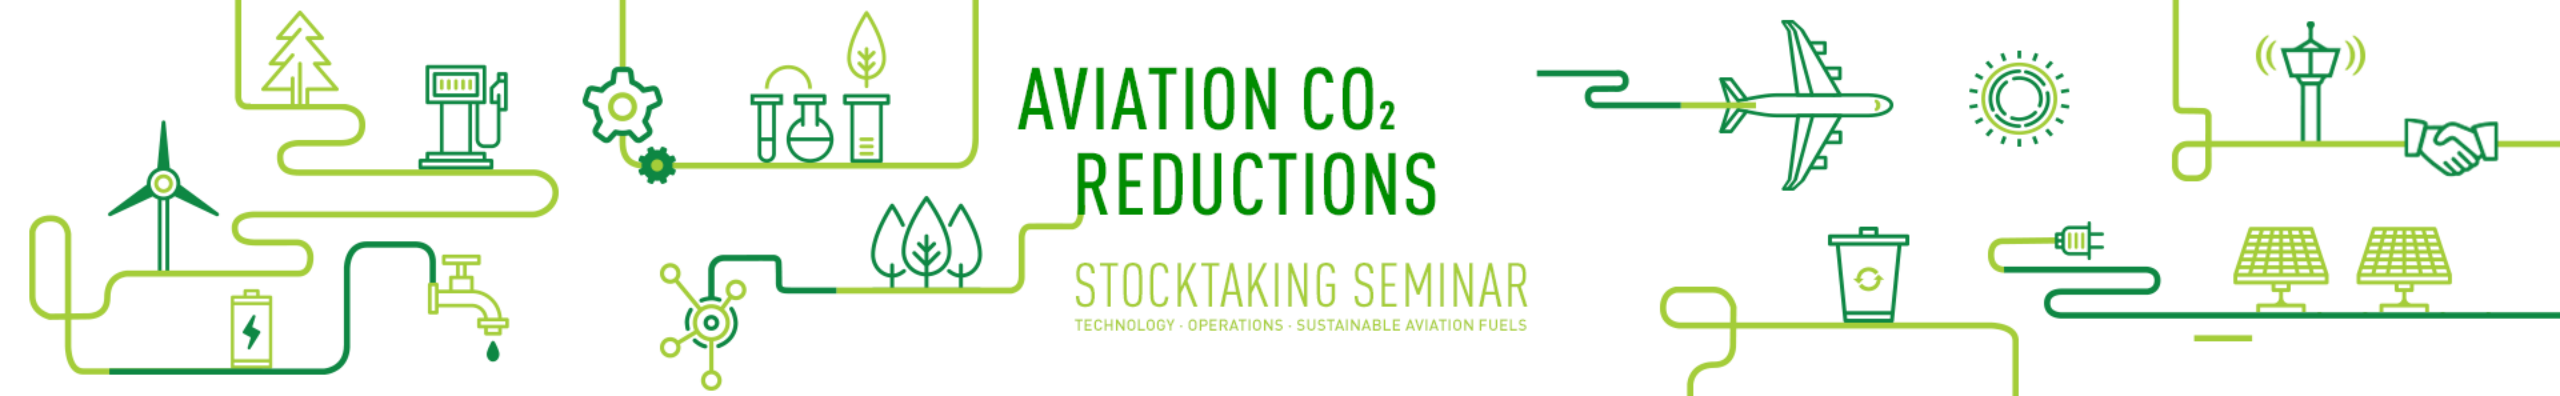 AVIATION CO₂
REDUCTIONS
STOCKTAKING SEMINAR
TECHNOLOGY · OPERATIONS · SUSTAINABLE AVIATION FUELS